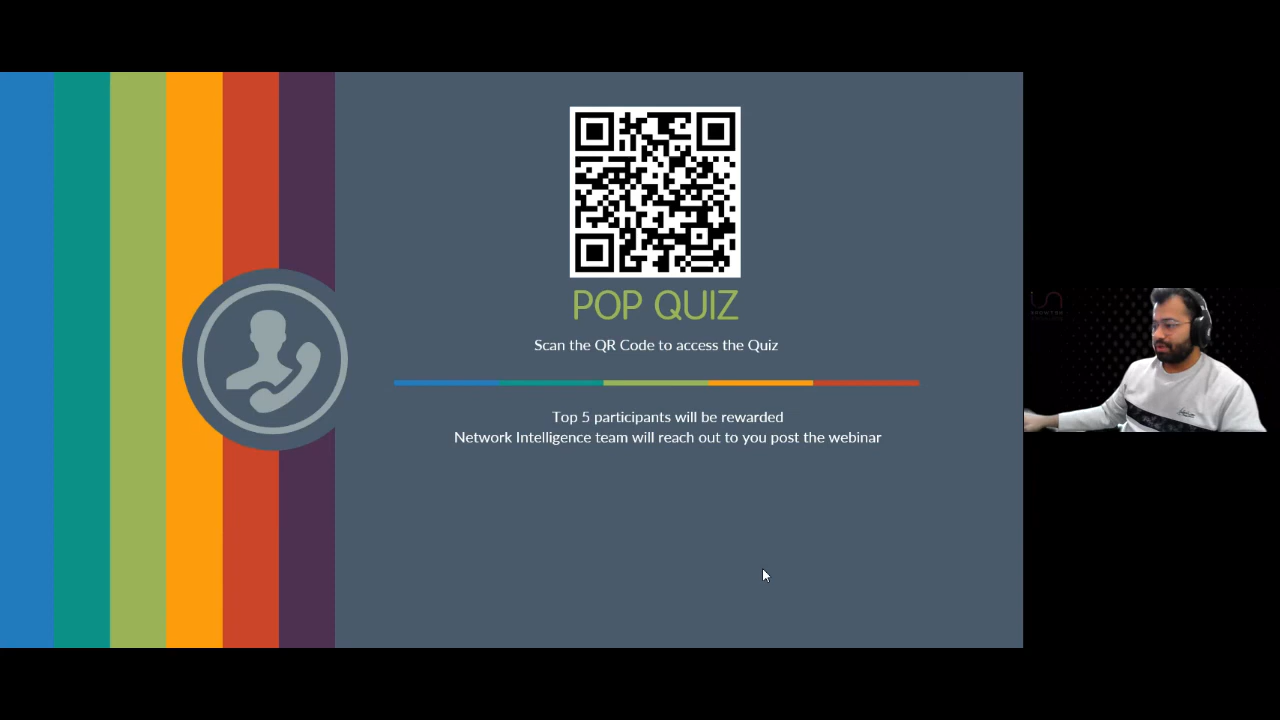 POP QUIZ
Scan the QR Code to access the Quiz
Top 5 participants will be rewarded
Network Intelligence team will reach out to you post the webinar